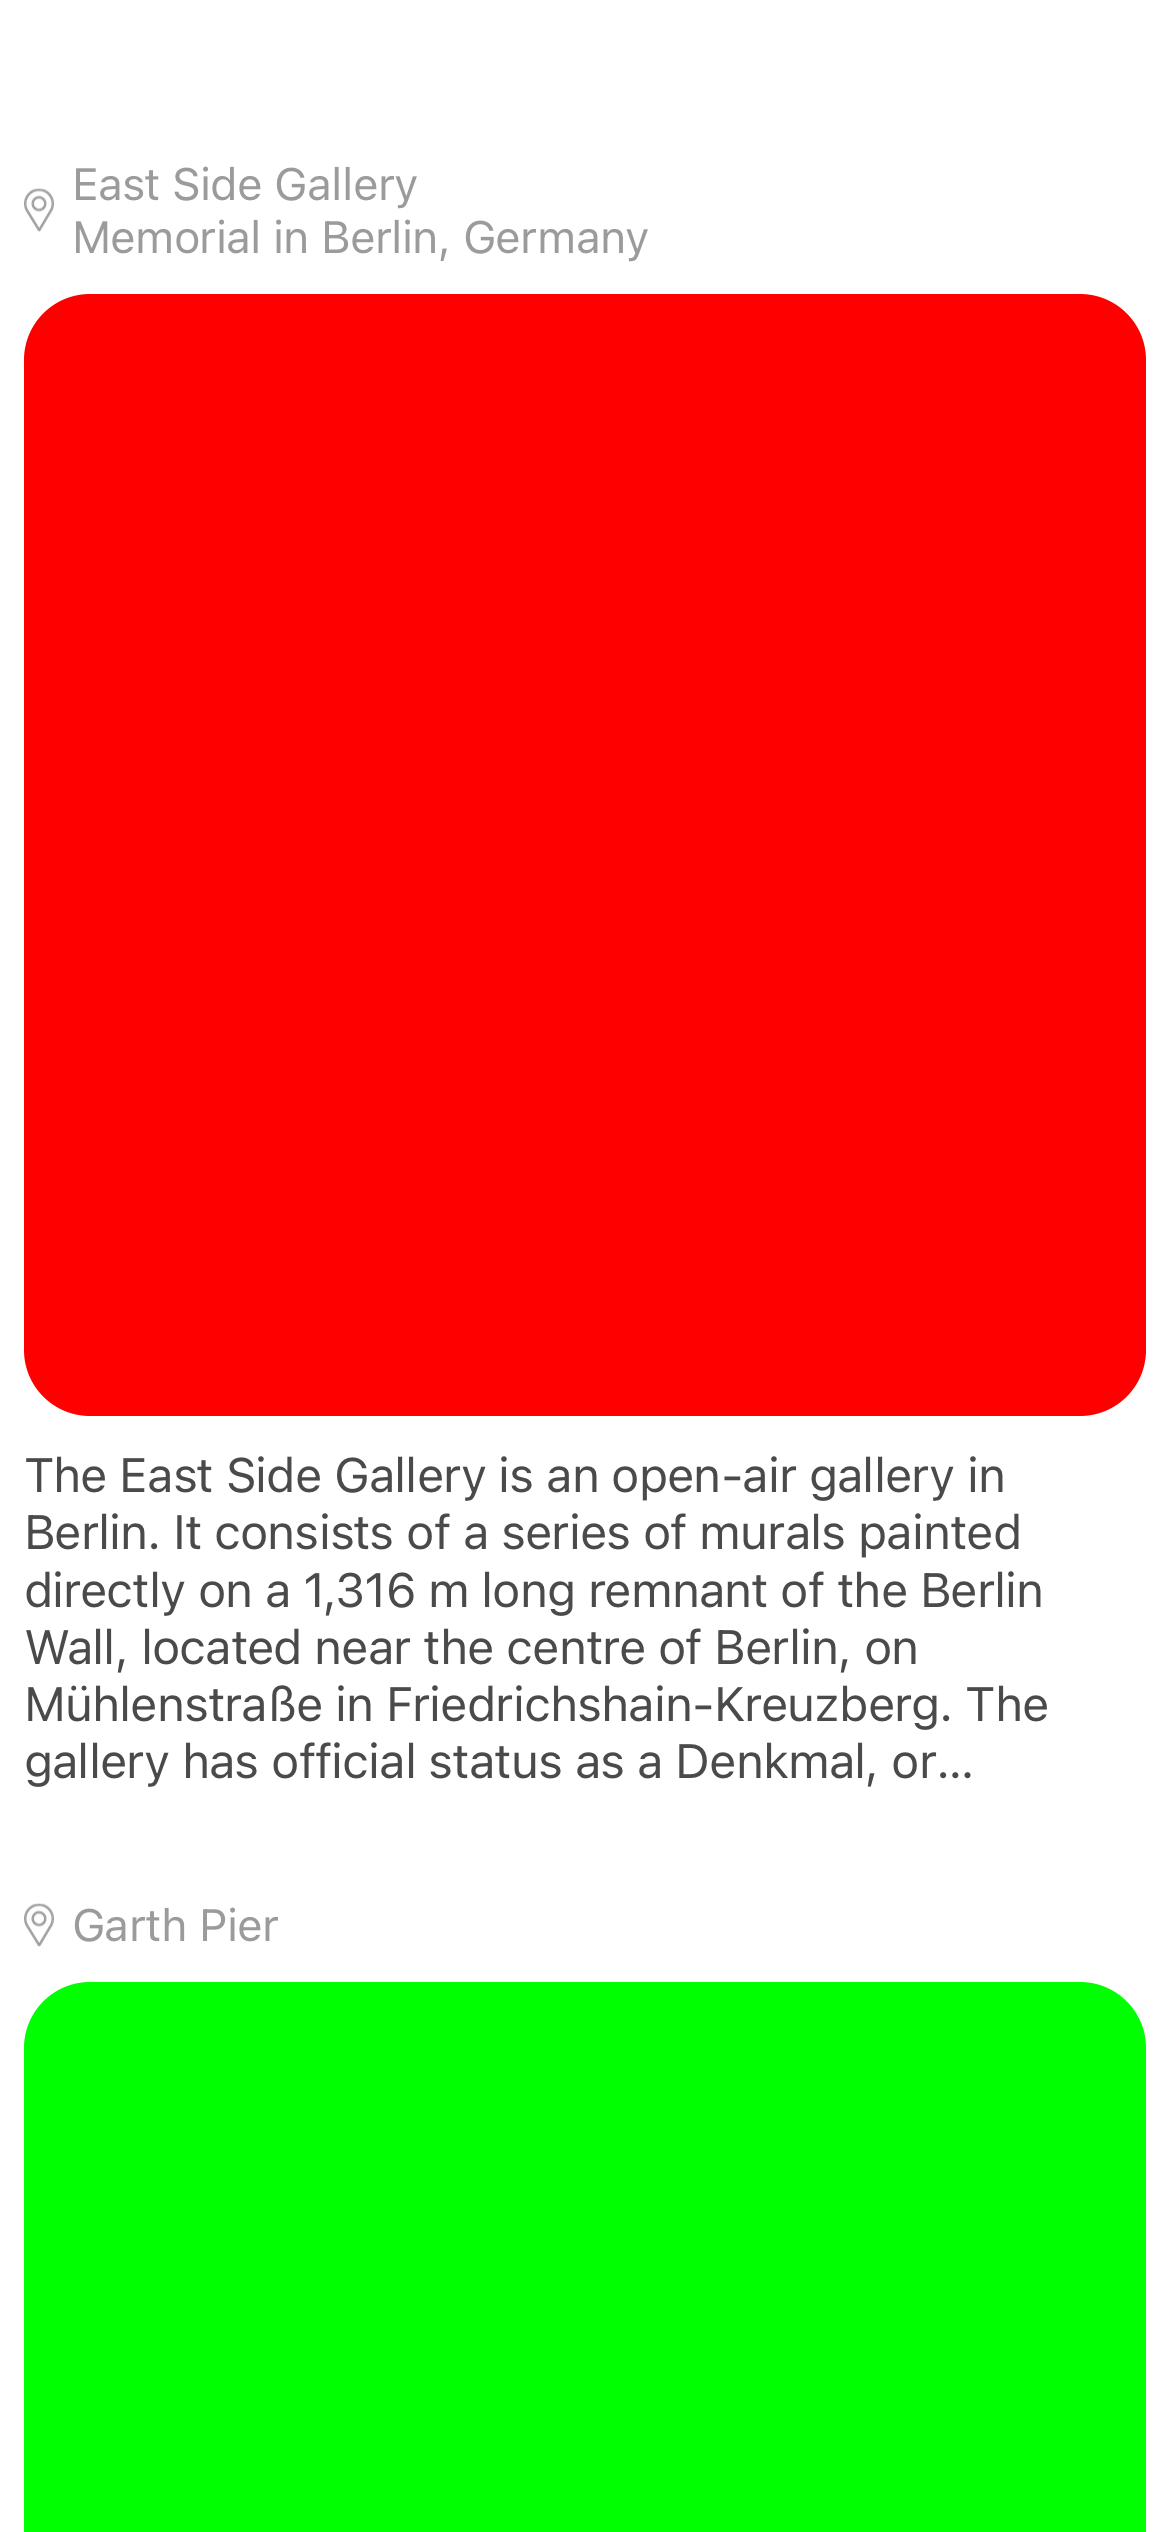 East Side Gallery
Memorial in Berlin, Germany
The East Side Gallery is an open-air gallery in
Berlin. It consists of a series of murals painted
directly on a 1,316 m long remnant of the Berlin
Wall, located near the centre of Berlin, on
Mühlenstraße in Friedrichshain-Kreuzberg. The
gallery has official status as a Denkmal, or...
Garth Pier